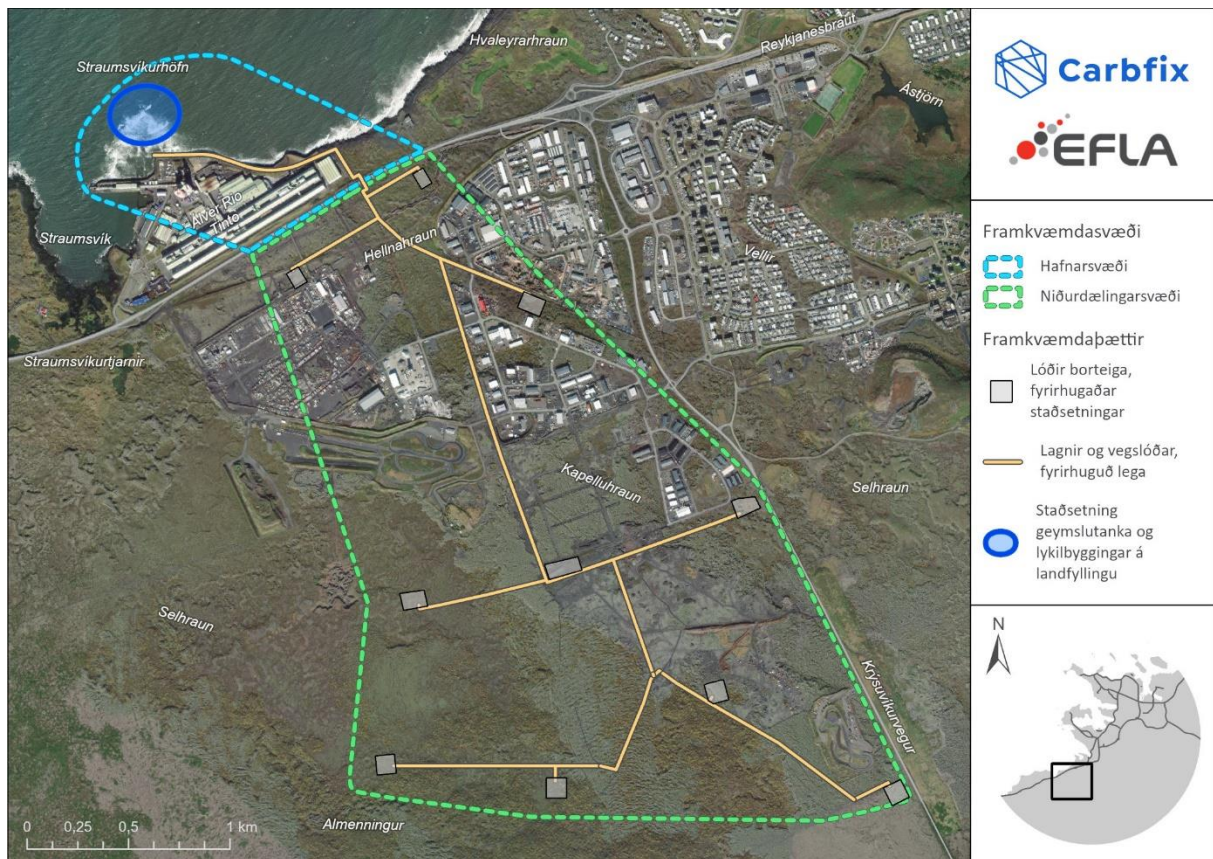 Straumsvíkurhöfn
Hvaleyrarhraun
Reykjanesbraut
Ástjörn
Álver Rio
Tinto
Straumsvík
Hellnahraun
Vellir
Straumsvíkurtjarnir
Kapelluhraun
Selhraun
Selhraun
Krýsuvíkurvegur
Almenningur
0 0,25 0,5 1 km
Carbfix
EFLA
Framkvæmdasvæði
Hafnarsvæði
Niðurdælingarsvæði
Framkvæmdaþættir
Lóðir borteiga,
fyrirhugaðar
staðsetningar
Lagnir og vegslóðar,
fyrirhuguð lega
Staðsetning
geymslutanka og
lykilbyggingar á
landfyllingu
N